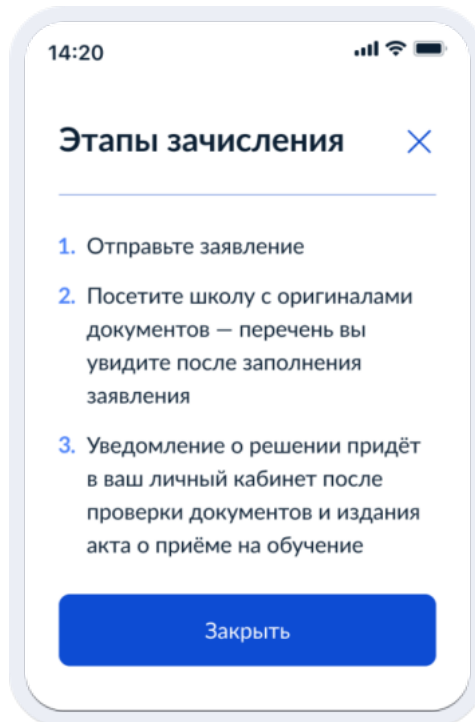 14:20
Этапы зачисления
1. Отправьте заявление
2. Посетите школу с оригиналами
документов — перечень вы
увидите после заполнения
заявления
3. Уведомление о решении придёт
в ваш личный кабинет после
проверки документов и издания
акта о приёме на обучение
Закрыть